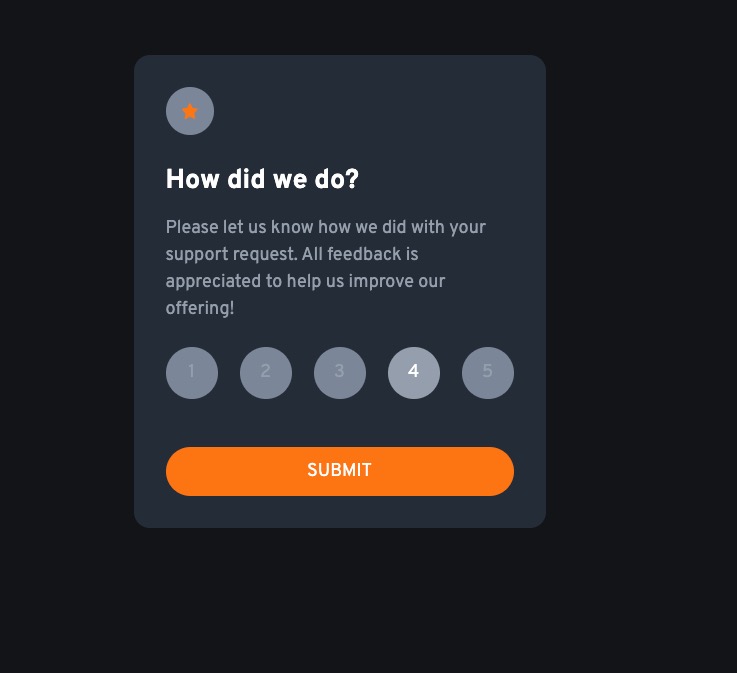 How did we do?
Please let us know how we did with your
support request. All feedback is
appreciated to help us improve our
offering!
1 2 3 4 5
SUBMIT